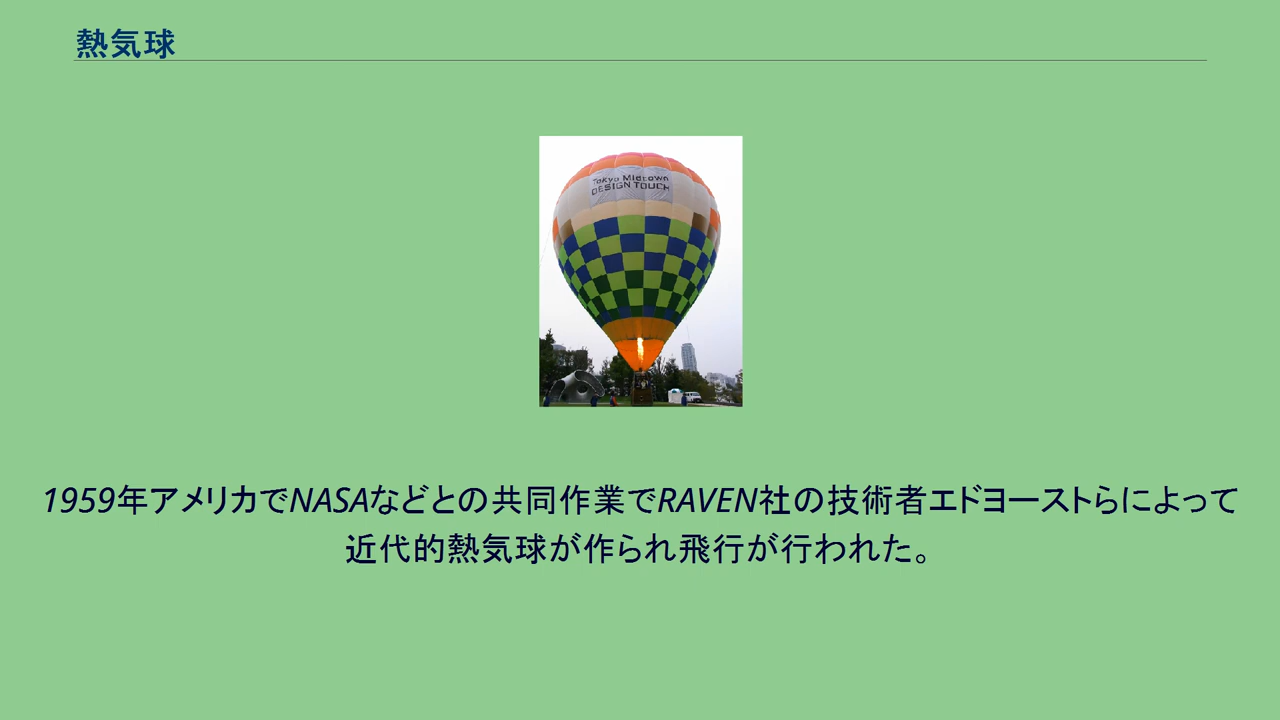 熱気球
Tokyo Midtown
DESIGN TOUCH
1959年アメリカでNASAなどとの共同作業でRAVEN社の技術者エドヨーストらによって
近代的熱気球が作られ飛行が行われた。